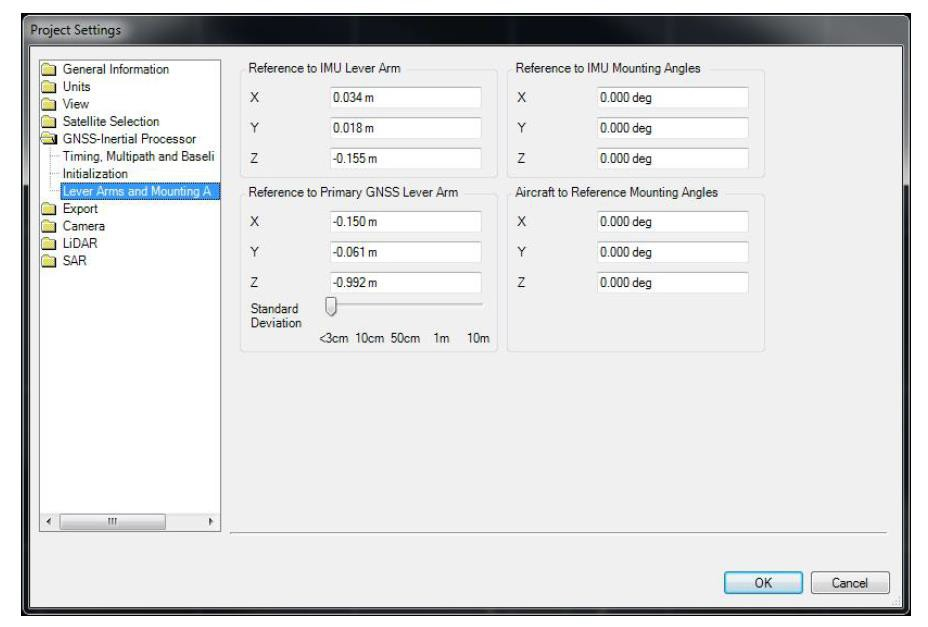 Project Settings
General Information
Units
View
Satellite Selection
GNSS-Inertial Processor
Timing, Multipath and Baseli
Initialization
Lever Arms and Mounting A
Export
Camera
LiDAR
SAR
Reference to IMU Lever Arm
X 0.034 m
Y 0.018 m
Z -0.155 m
Reference to IMU Mounting Angles
X 0.000 deg
Y 0.000 deg
Z 0.000 deg
Reference to Primary GNSS Lever Arm
X -0.150 m
Y -0.061 m
Z -0.992 m
Standard
Deviation
<3cm 10cm 50cm 1m 10m
Aircraft to Reference Mounting Angles
X 0.000 deg
Y 0.000 deg
Z 0.000 deg
OK Cancel